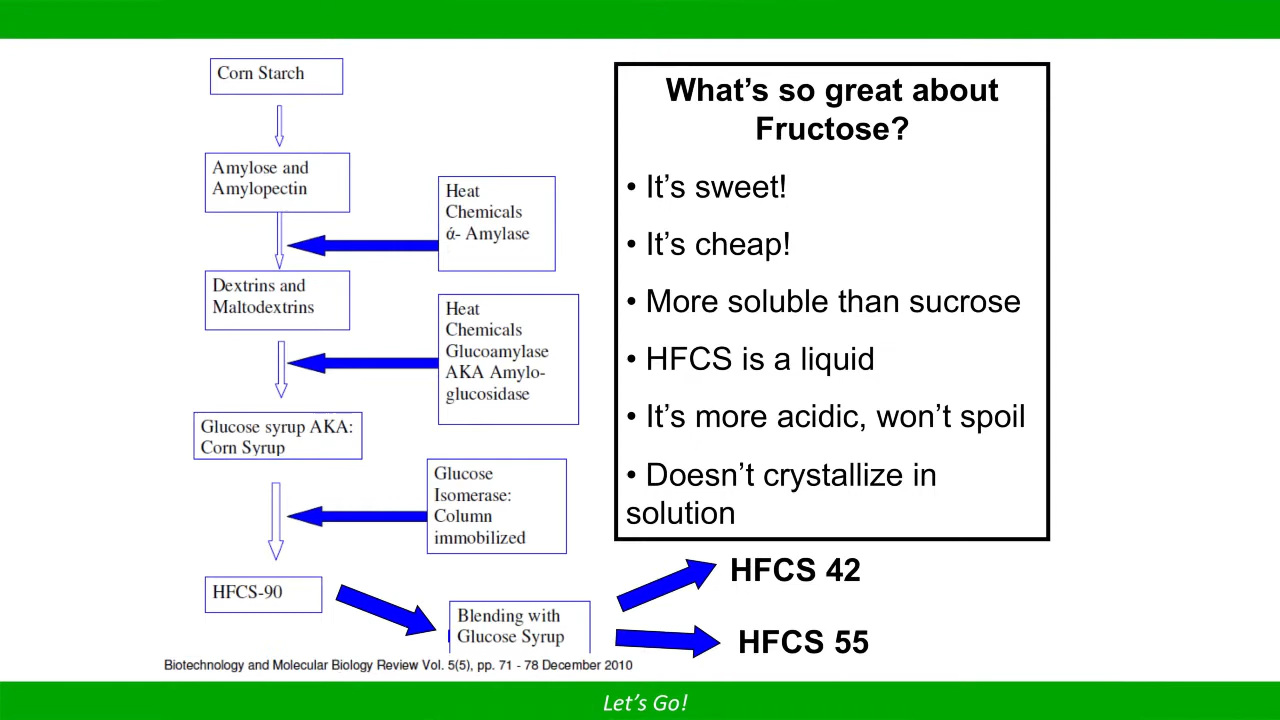 Corn Starch
Amylose and
Amylopectin
Heat
Chemicals
ά- Amylase
Dextrins and
Maltodextrins
Heat
Chemicals
Glucoamylase
AKA Amylo-
glucosidase
Glucose syrup AKA:
Corn Syrup
Glucose
Isomerase:
Column
immobilized
HFCS-90
Blending with
Glucose Syrup
HFCS 42
HFCS 55
What’s so great about
Fructose?
• It’s sweet!
• It’s cheap!
• More soluble than sucrose
• HFCS is a liquid
• It’s more acidic, won’t spoil
• Doesn’t crystallize in
solution
Biotechnology and Molecular Biology Review Vol. 5(5), pp. 71 - 78 December 2010
Let’s Go!